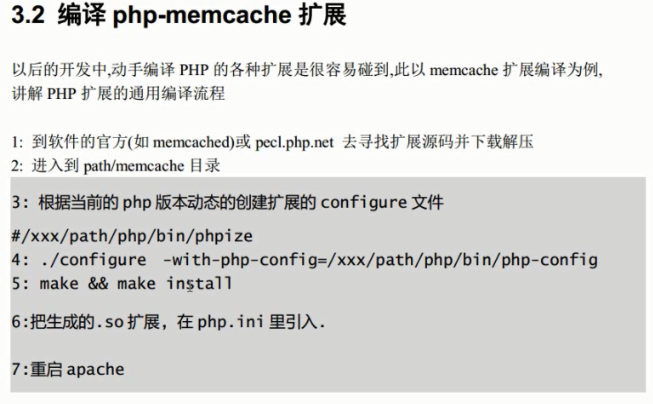 3.2 编译 php-memcache 扩展
以后的开发中,动手编译 PHP 的各种扩展是很容易碰到,此以 memcache 扩展编译为例,
讲解 PHP 扩展的通用编译流程
1: 到软件的官方(如 memcached)或 pecl.php.net 去寻找扩展源码并下载解压
2: 进入到 path/memcache 目录
3: 根据当前的 php 版本动态的创建扩展的 configure 文件
#/xxx/path/php/bin/phpize
4: ./configure -with-php-config=/xxx/path/php/bin/php-config
5: make && make install
6:把生成的.so 扩展，在 php.ini 里引入.
7:重启 apache